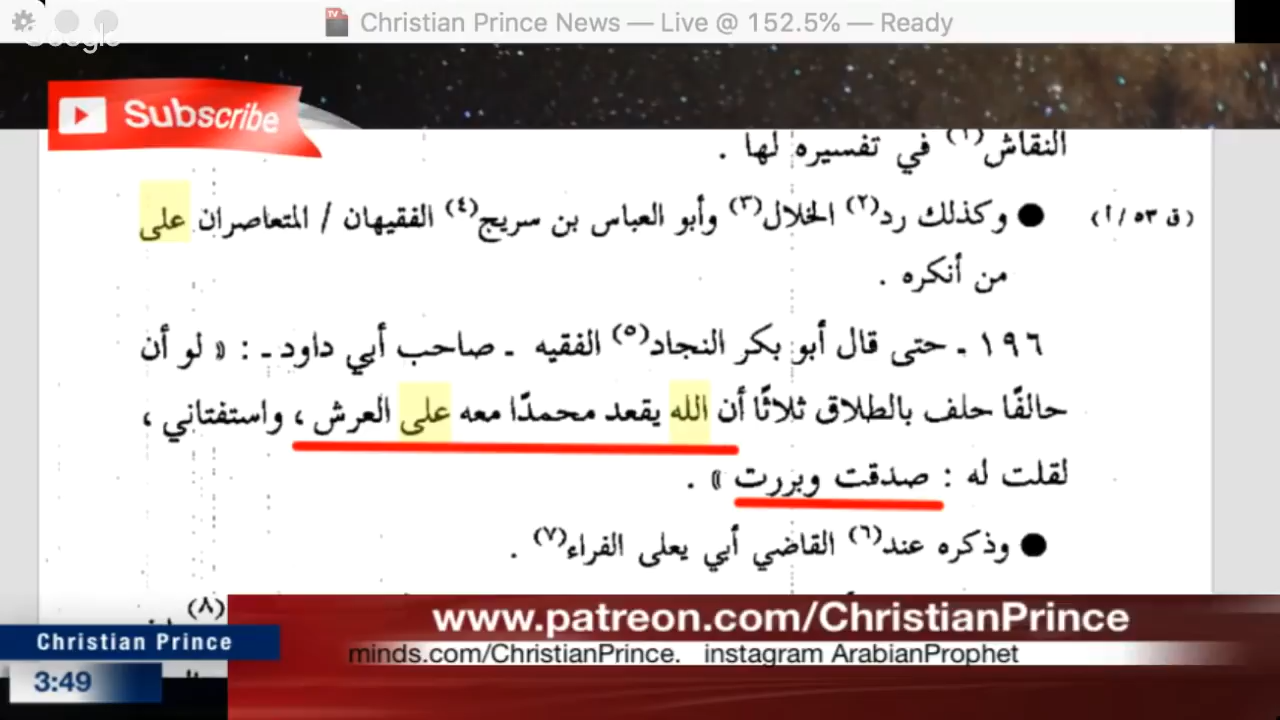 Christian Prince News — Live @ 152.5% — Ready
Google
Subscribe
النقاش(١) في تفسيره لها .
(ق ٥٣ / أ) ● وكذلك رد(٢) الخلال(٣) وأبو العباس بن سريج(٤) الفقيهان / المتعاصران على
من أنكره .
١٩٦ ـ حتى قال أبو بكر النجاد(٥) الفقيه ـ صاحب أبي داود ـ : « لو أن
حالفًا حلف بالطلاق ثلاثًا أن الله يقعد محمدًا معه على العرش ، واستفتاني ،
لقلت له : صدقت وبررت » .
● وذكره عند(٦) القاضي أبي يعلى الفراء(٧) .
(٨)
www.patreon.com/ChristianPrince
Christian Prince
minds.com/ChristianPrince. instagram ArabianProphet
3:49